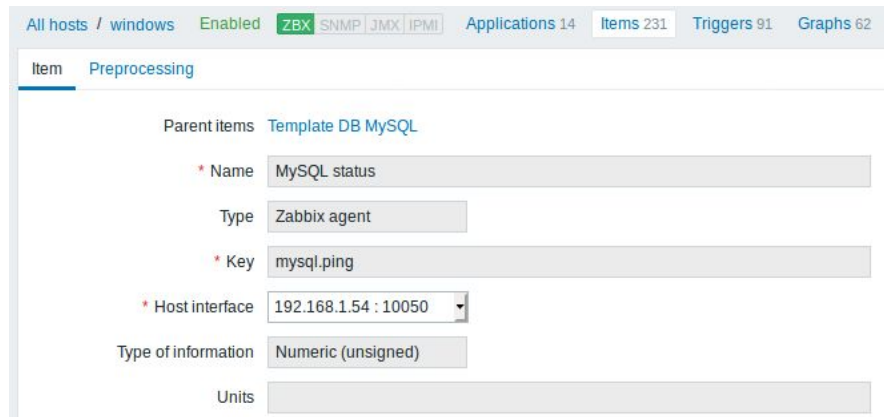 All hosts / windows Enabled ZBX SNMP JMX IPMI Applications 14 Items 231 Triggers 91 Graphs 62
Item Preprocessing
Parent items Template DB MySQL
* Name MySQL status
Type Zabbix agent
* Key mysql.ping
* Host interface 192.168.1.54 : 10050
Type of information Numeric (unsigned)
Units